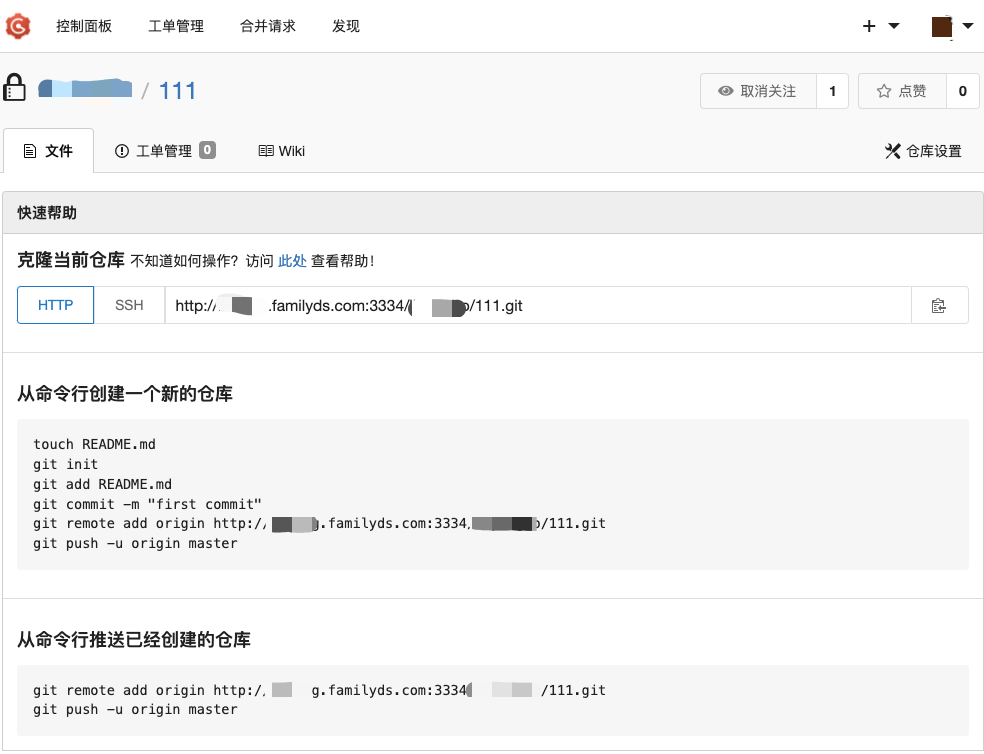 控制面板 工单管理 合并请求 发现
/ 111
取消关注 1 点赞 0
文件 工单管理 0 Wiki 仓库设置
快速帮助
克隆当前仓库 不知道如何操作？访问 此处 查看帮助！
HTTP SSH http:// .familyds.com:3334/ /111.git
从命令行创建一个新的仓库
touch README.md
git init
git add README.md
git commit -m "first commit"
git remote add origin http:/ .familyds.com:3334 /111.git
git push -u origin master
从命令行推送已经创建的仓库
git remote add origin http:/ g.familyds.com:3334 /111.git
git push -u origin master